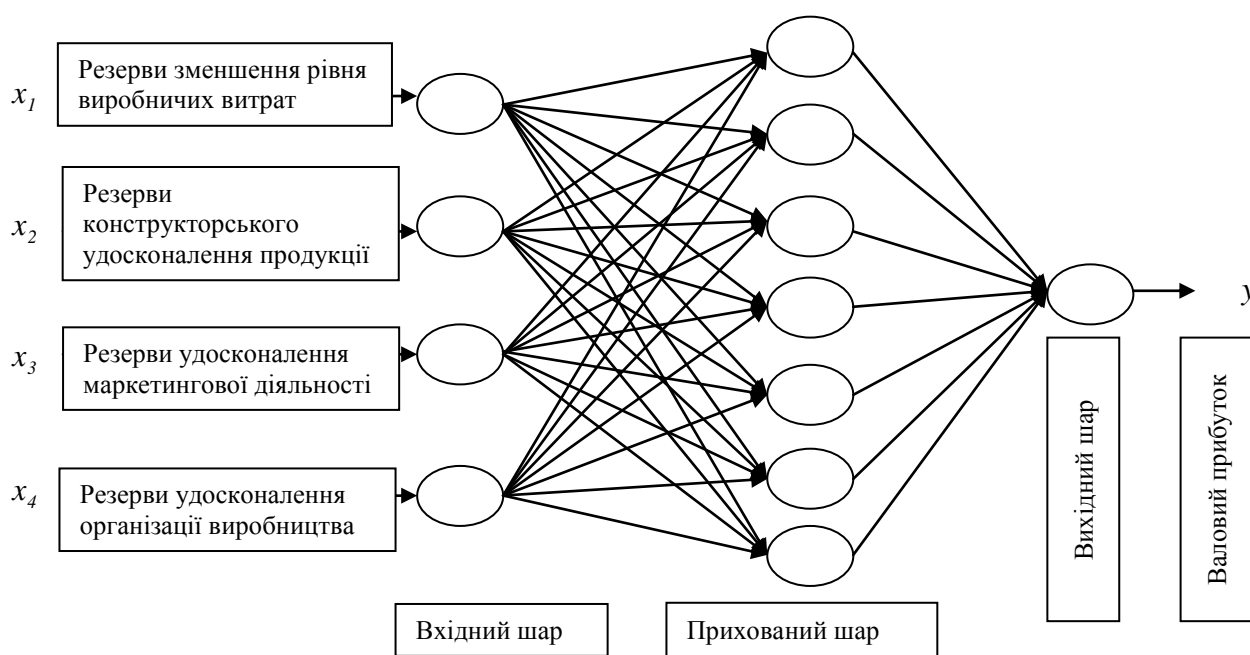 x1
Резерви зменшення рівня
виробничих витрат
x2
Резерви
конструкторського
удосконалення продукції
x3
Резерви удосконалення
маркетингової діяльності
x4
Резерви удосконалення
організації виробництва
y
Вихідний шар
Валовий прибуток
Вхідний шар
Прихований шар